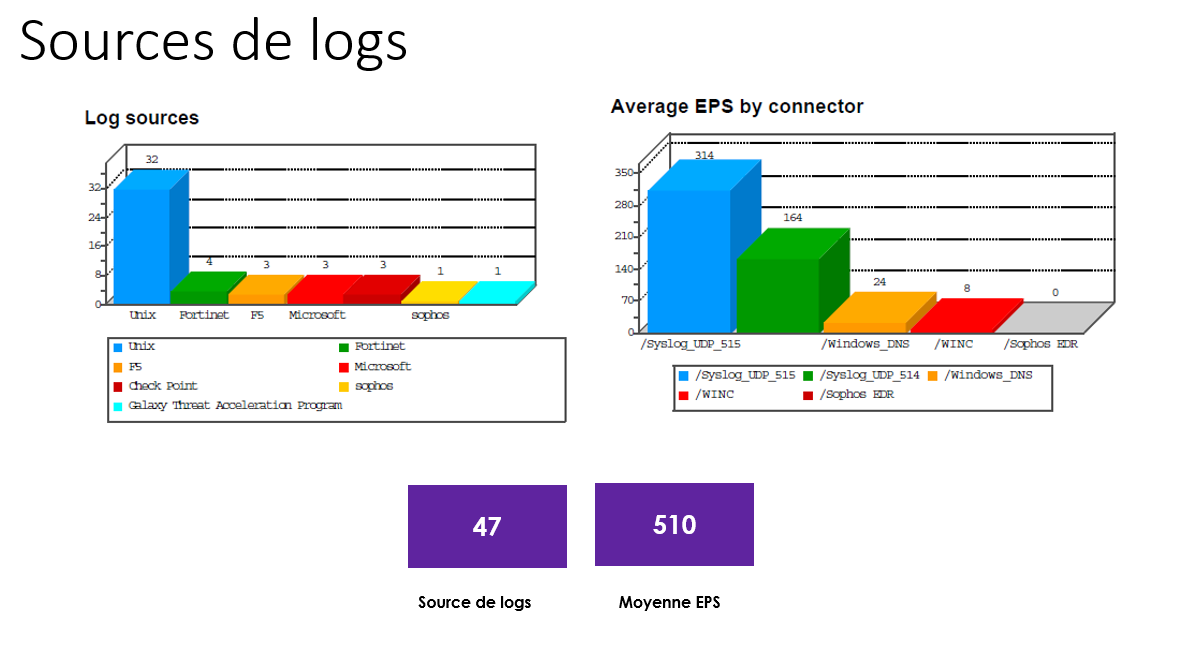 Sources de logs
Log sources
32
32
24
16
8
0
4
3
3
3
1
1
Unix Fortinet F5 Microsoft sophos
Unix Fortinet
F5 Microsoft
Check Point sophos
Galaxy Threat Acceleration Program
Average EPS by connector
350
280
210
140
70
0
314
164
24
8
0
/Syslog_UDP_515 /Windows_DNS /WINC /Sophos EDR
/Syslog_UDP_515 /Syslog_UDP_514 /Windows_DNS
/WINC /Sophos EDR
47
Source de logs
510
Moyenne EPS